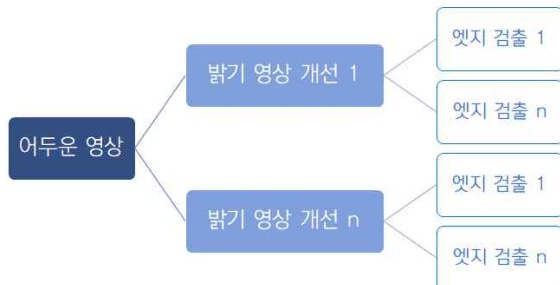 어두운 영상
밝기 영상 개선 1
엣지 검출 1
엣지 검출 n
밝기 영상 개선 n
엣지 검출 1
엣지 검출 n